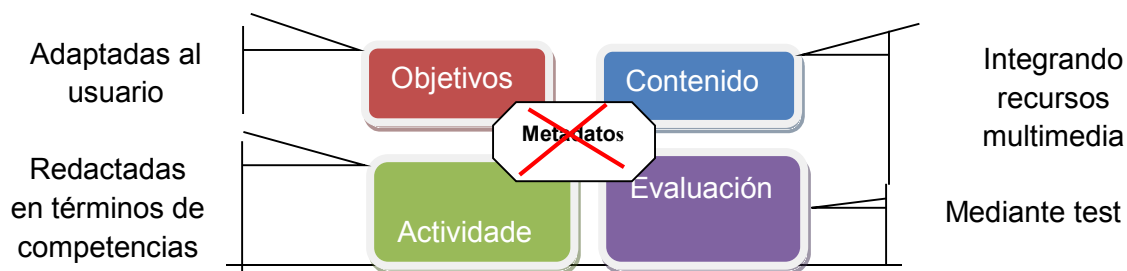 Adaptadas al
usuario
Objetivos
Contenido
Integrando
recursos
multimedia
Metadatos
Redactadas
en términos de
competencias
Actividade
Evaluación
Mediante test